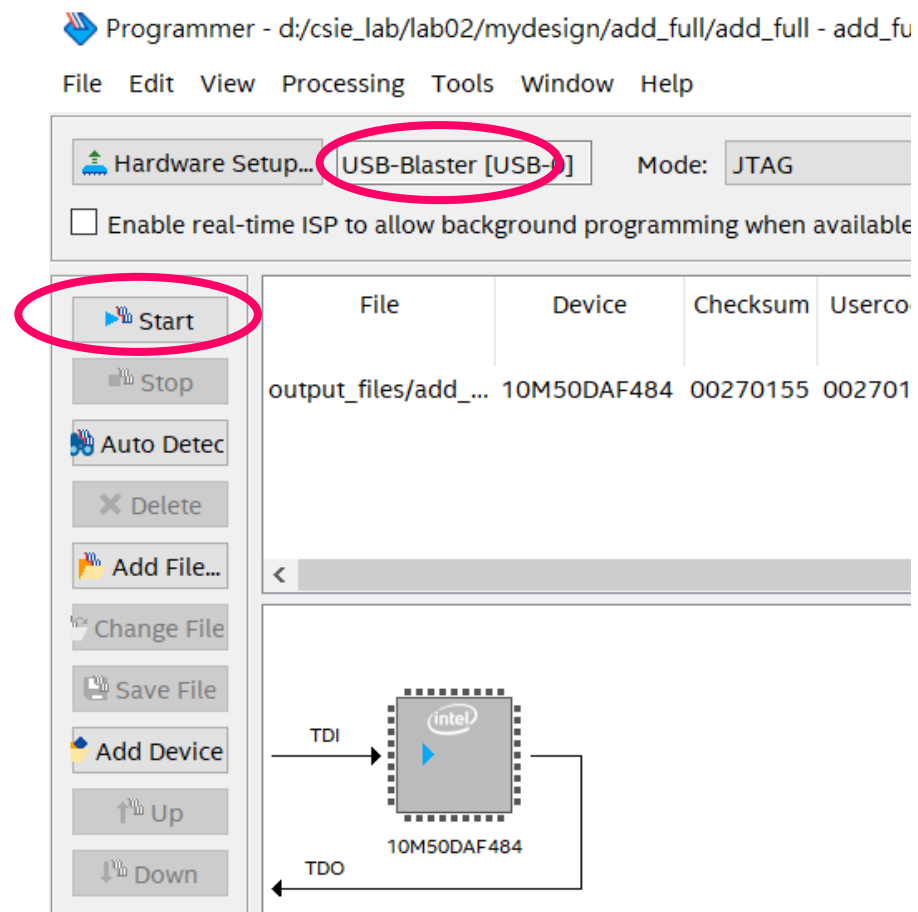 Programmer - d:/csie_lab/lab02/mydesign/add_full/add_full - add_fu
File Edit View Processing Tools Window Help
Hardware Setup... USB-Blaster [USB-0] Mode: JTAG
Enable real-time ISP to allow background programming when available
Start
Stop
Auto Detec
Delete
Add File...
Change File
Save File
Add Device
Up
Down
File Device Checksum Userco
output_files/add_... 10M50DAF484 00270155 002701
TDI
intel
10M50DAF484
TDO